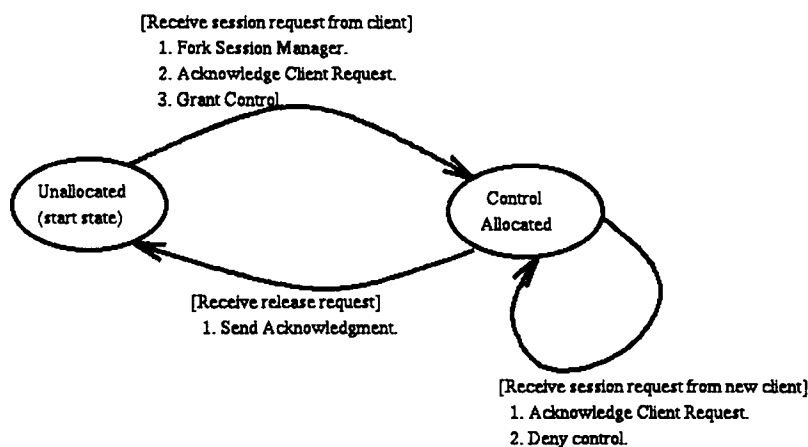 [Receive session request from client]
1. Fork Session Manager.
2. Acknowledge Client Request.
3. Grant Control.
Unallocated
(start state)
Control
Allocated
[Receive release request]
1. Send Acknowledgment.
[Receive session request from new client]
1. Acknowledge Client Request.
2. Deny control.